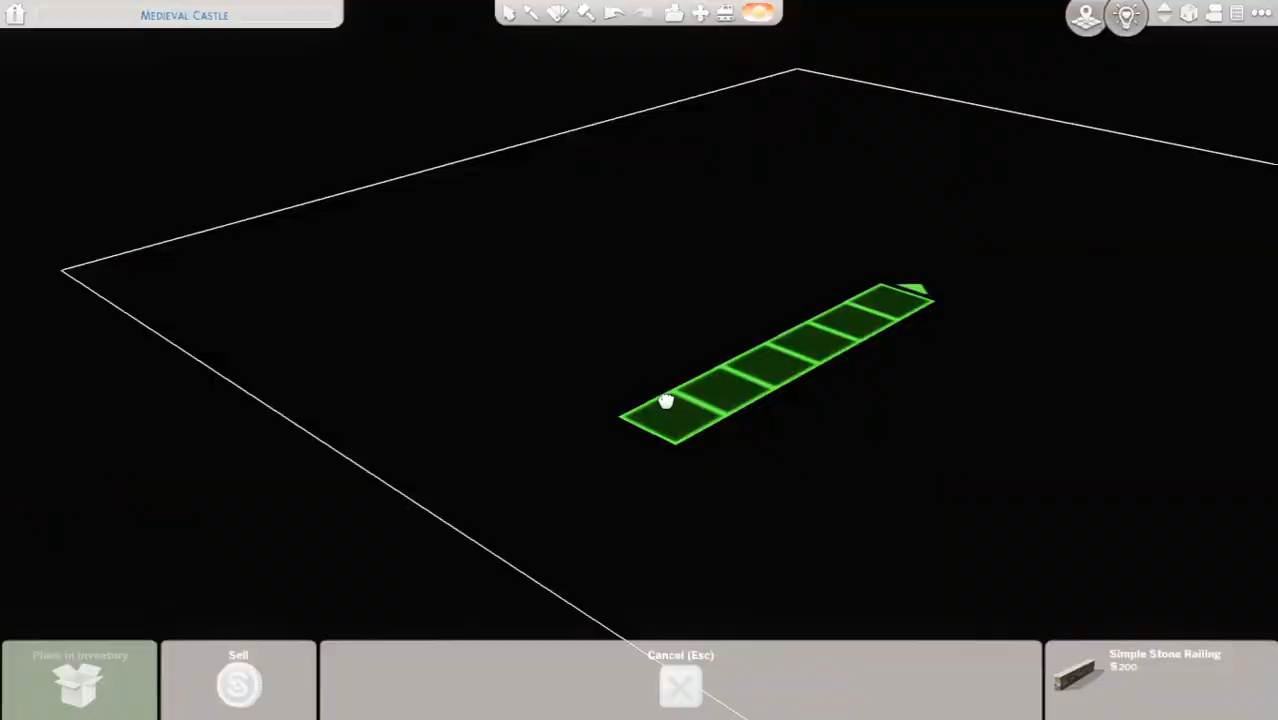 MEDIEVAL CASTLE
Place in Inventory
Sell
Cancel (Esc)
Simple Stone Railing
§200